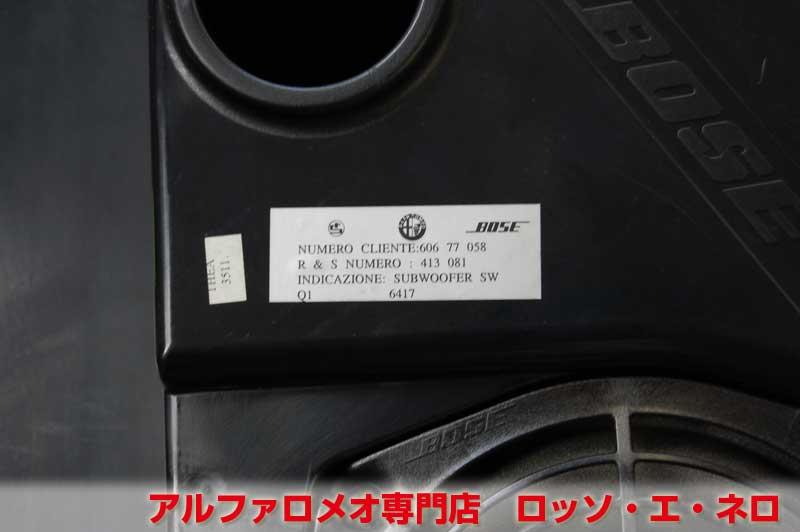 BOSE
BOSE
NUMERO CLIENTE:606 77 058
R & S NUMERO : 413 081
INDICAZIONE: SUBWOOFER SW
Q1 6417
THEA
3511.
BOSE
アルファロメオ専門店 ロッソ・エ・ネロ